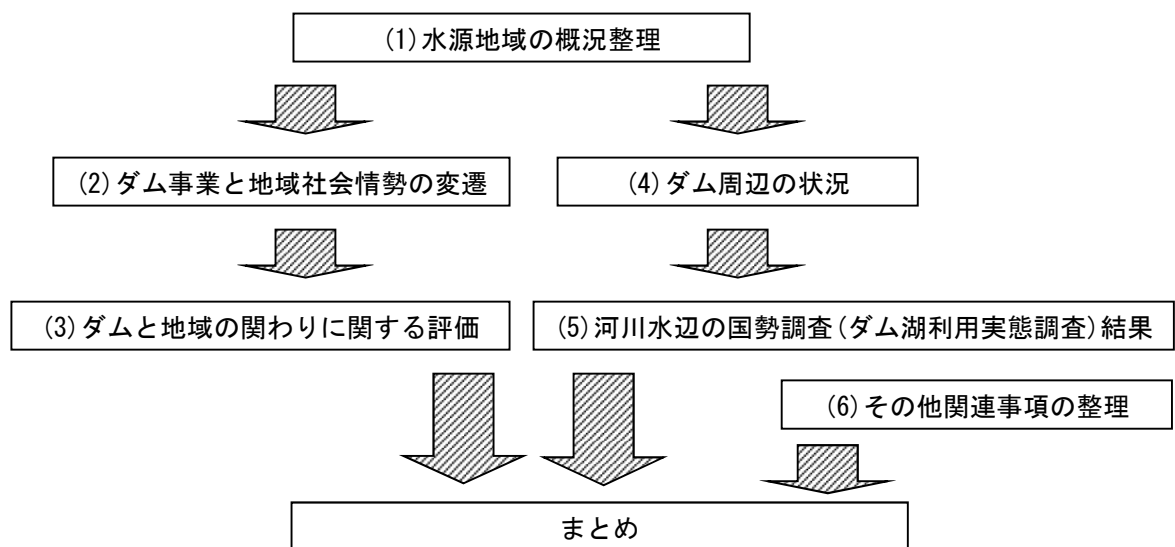 (1)水源地域の概況整理
(2)ダム事業と地域社会情勢の変遷
(4)ダム周辺の状況
(3)ダムと地域の関わりに関する評価
(5)河川水辺の国勢調査(ダム湖利用実態調査)結果
(6)その他関連事項の整理
まとめ